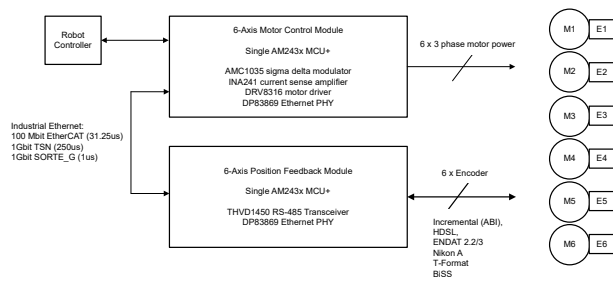 Robot
Controller
6-Axis Motor Control Module
Single AM243x MCU+
AMC1035 sigma delta modulator
INA241 current sense amplifier
DRV8316 motor driver
DP83869 Ethernet PHY
6 x 3 phase motor power
Industrial Ethernet:
100 Mbit EtherCAT (31.25us)
1Gbit TSN (250us)
1Gbit SORTE_G (1us)
6-Axis Position Feedback Module
Single AM243x MCU+
THVD1450 RS-485 Transceiver
DP83869 Ethernet PHY
6 x Encoder
Incremental (ABI),
HDSL,
ENDAT 2.2/3
Nikon A
T-Format
BiSS
M1 E1
M2 E2
M3 E3
M4 E4
M5 E5
M6 E6